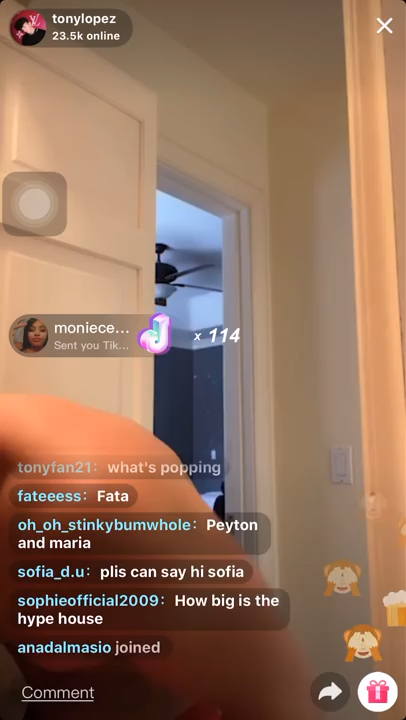 tonylopez
23.5k online
moniece...
Sent you Tik...
x 114
tonyfan21: what's popping
fateeess: Fata
oh_oh_stinkybumwhole: Peyton
and maria
sofia_d.u: plis can say hi sofia
sophieofficial2009: How big is the
hype house
anadalmasio joined
Comment